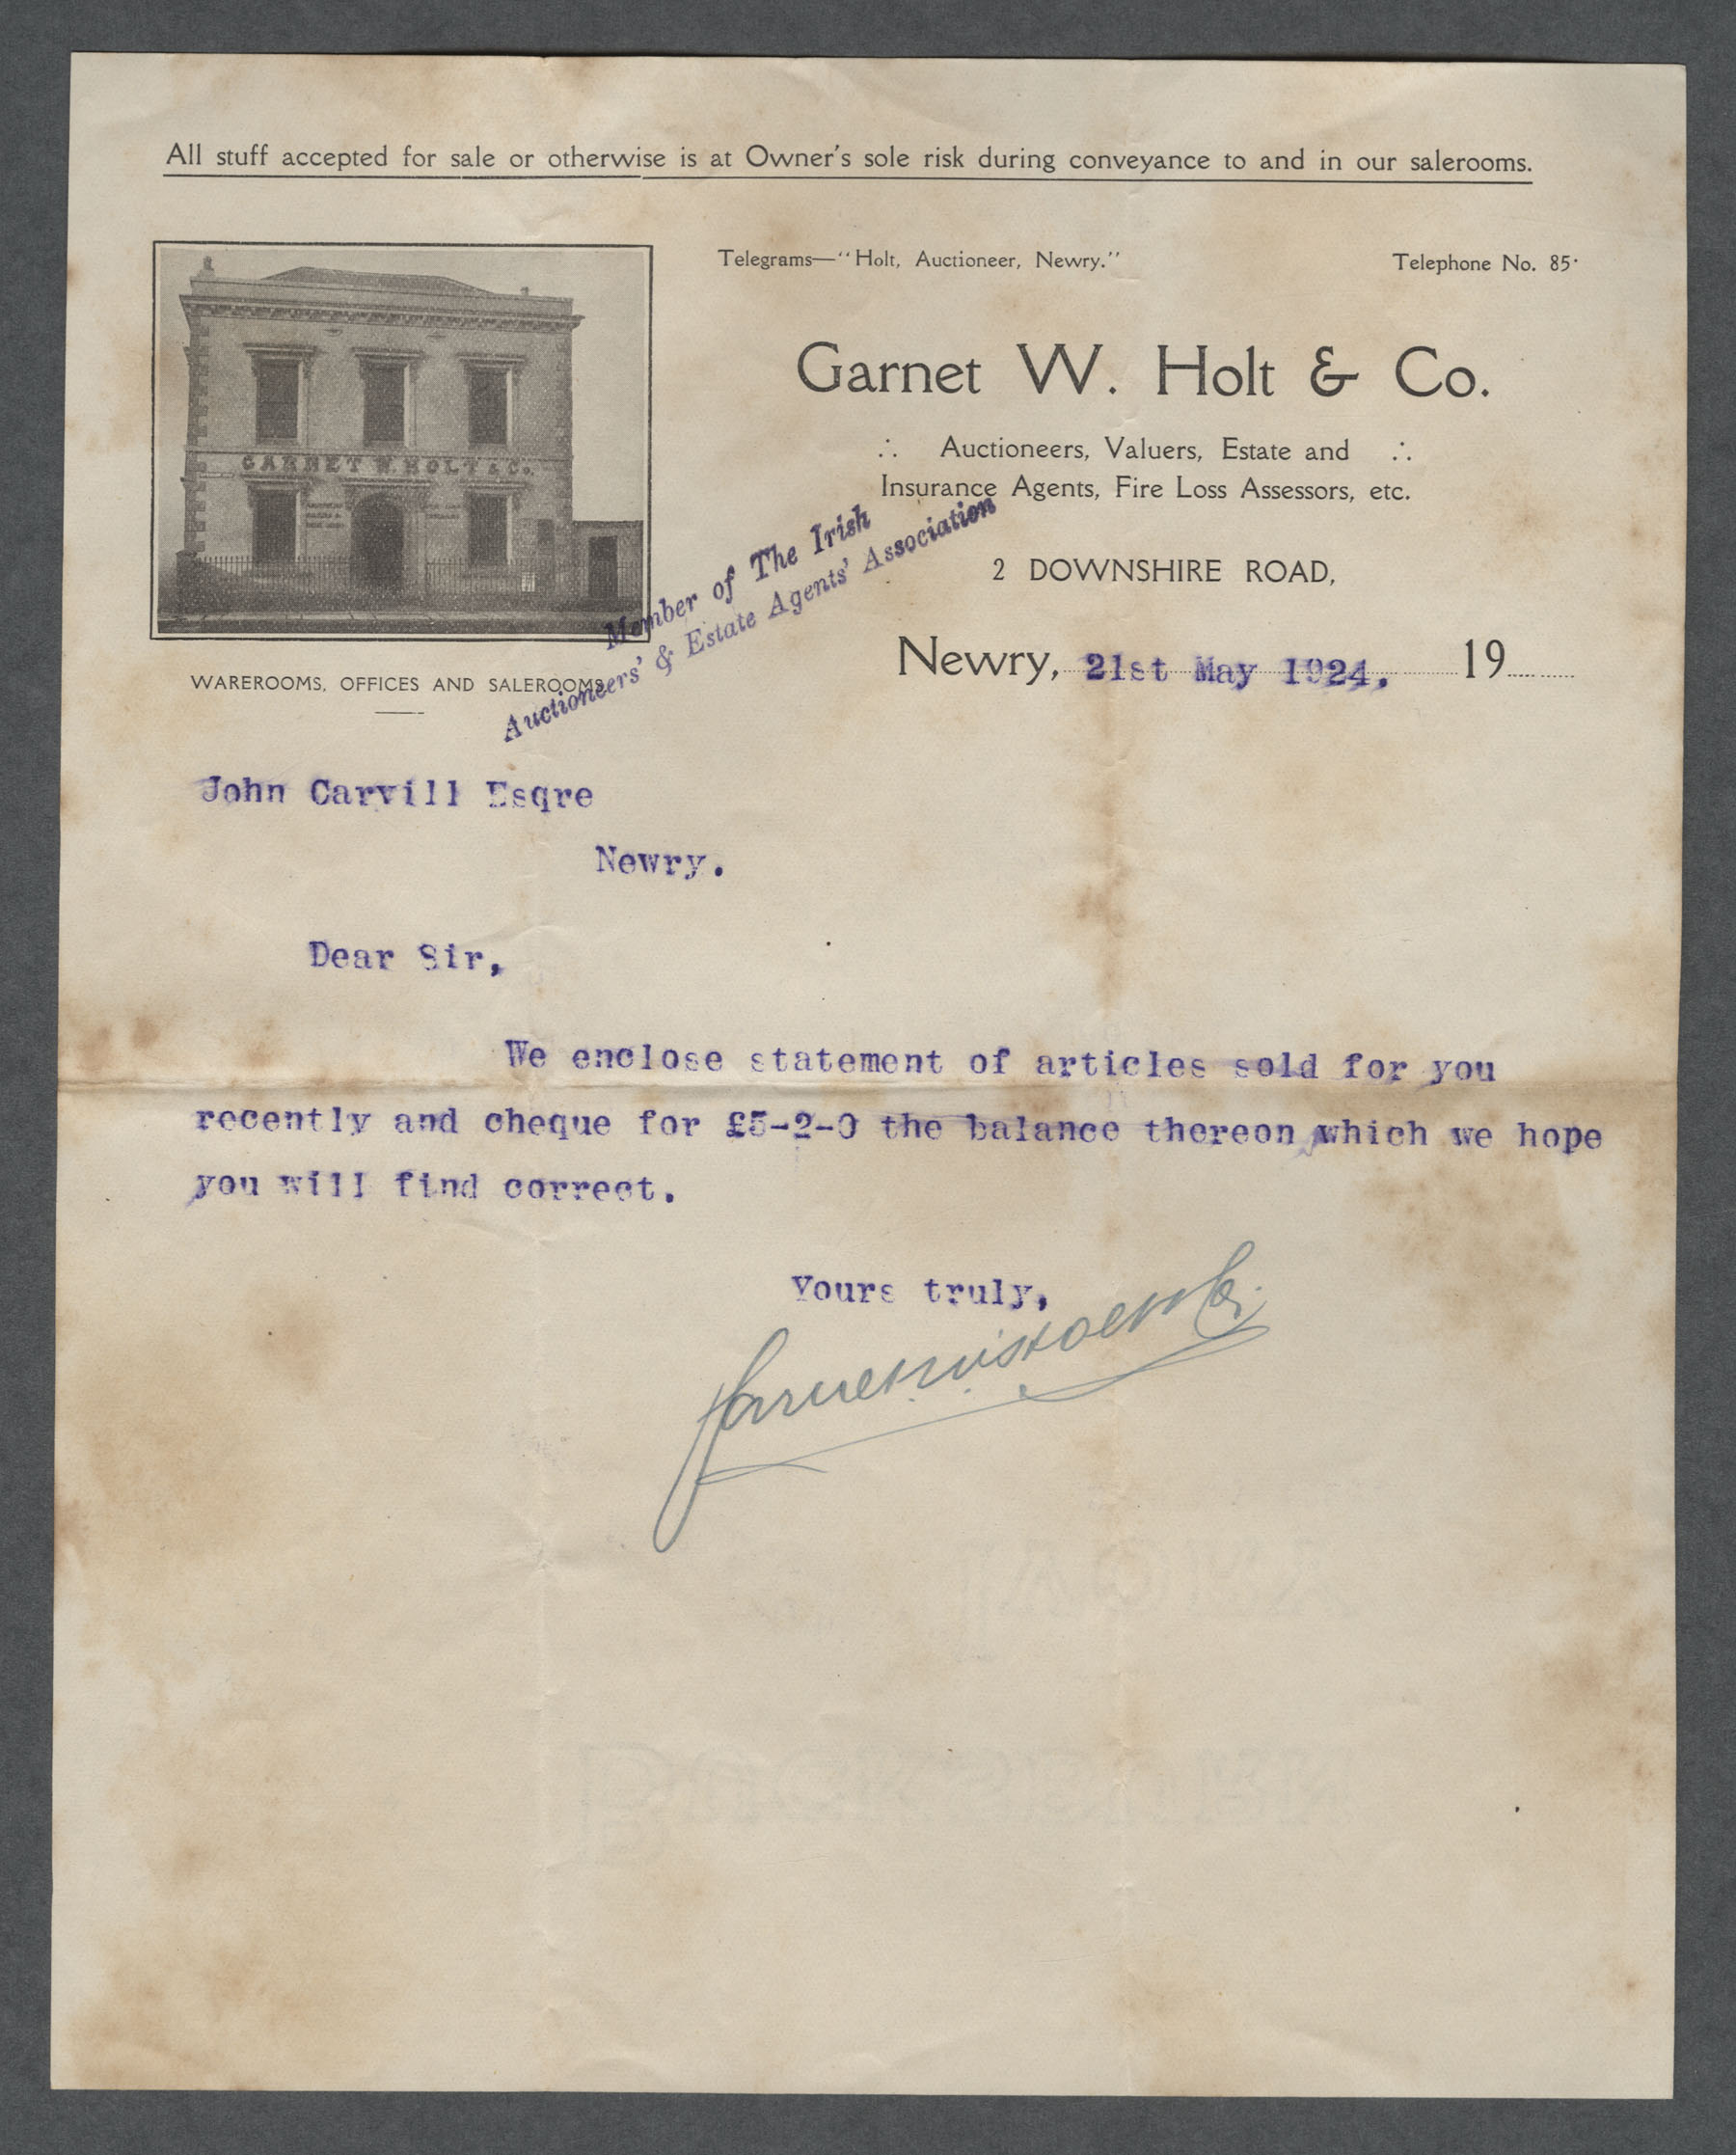 All stuff accepted for sale or otherwise is at Owner's sole risk during conveyance to and in our salerooms.
Telegrams—"Holt, Auctioneer, Newry."
Telephone No. 85.
Garnet W. Holt & Co.
∴ Auctioneers, Valuers, Estate and ∴
Insurance Agents, Fire Loss Assessors, etc.
2 DOWNSHIRE ROAD,
GARNET W. HOLT & Co.
WAREROOMS, OFFICES AND SALEROOMS
Member of The Irish
Auctioneers' & Estate Agents' Association
Newry, 21st May 1924. 19
John Carvill Esqre
Newry.
Dear Sir,
We enclose statement of articles sold for you
recently and cheque for £5-2-0 the balance thereon which we hope
you will find correct.
Yours truly,